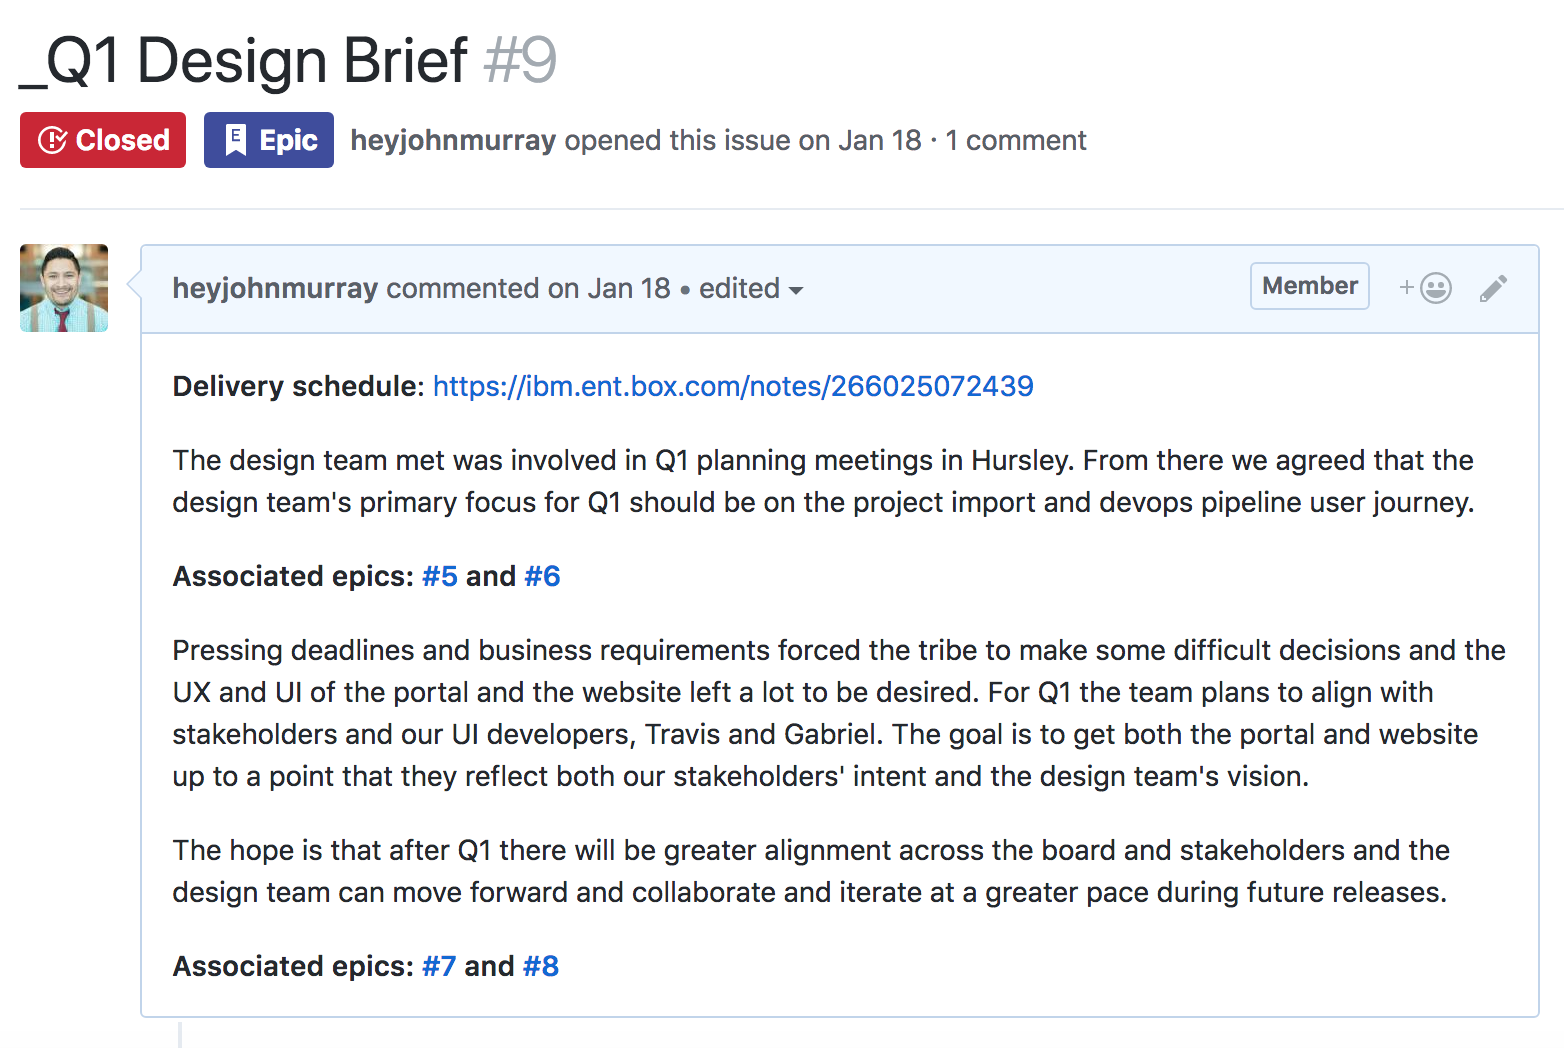 _Q1 Design Brief #9
Closed E Epic heyjohnmurray opened this issue on Jan 18 · 1 comment
heyjohnmurray commented on Jan 18 • edited
Member +
Delivery schedule: https://ibm.ent.box.com/notes/266025072439
The design team met was involved in Q1 planning meetings in Hursley. From there we agreed that the
design team's primary focus for Q1 should be on the project import and devops pipeline user journey.
Associated epics: #5 and #6
Pressing deadlines and business requirements forced the tribe to make some difficult decisions and the
UX and UI of the portal and the website left a lot to be desired. For Q1 the team plans to align with
stakeholders and our UI developers, Travis and Gabriel. The goal is to get both the portal and website
up to a point that they reflect both our stakeholders' intent and the design team's vision.
The hope is that after Q1 there will be greater alignment across the board and stakeholders and the
design team can move forward and collaborate and iterate at a greater pace during future releases.
Associated epics: #7 and #8